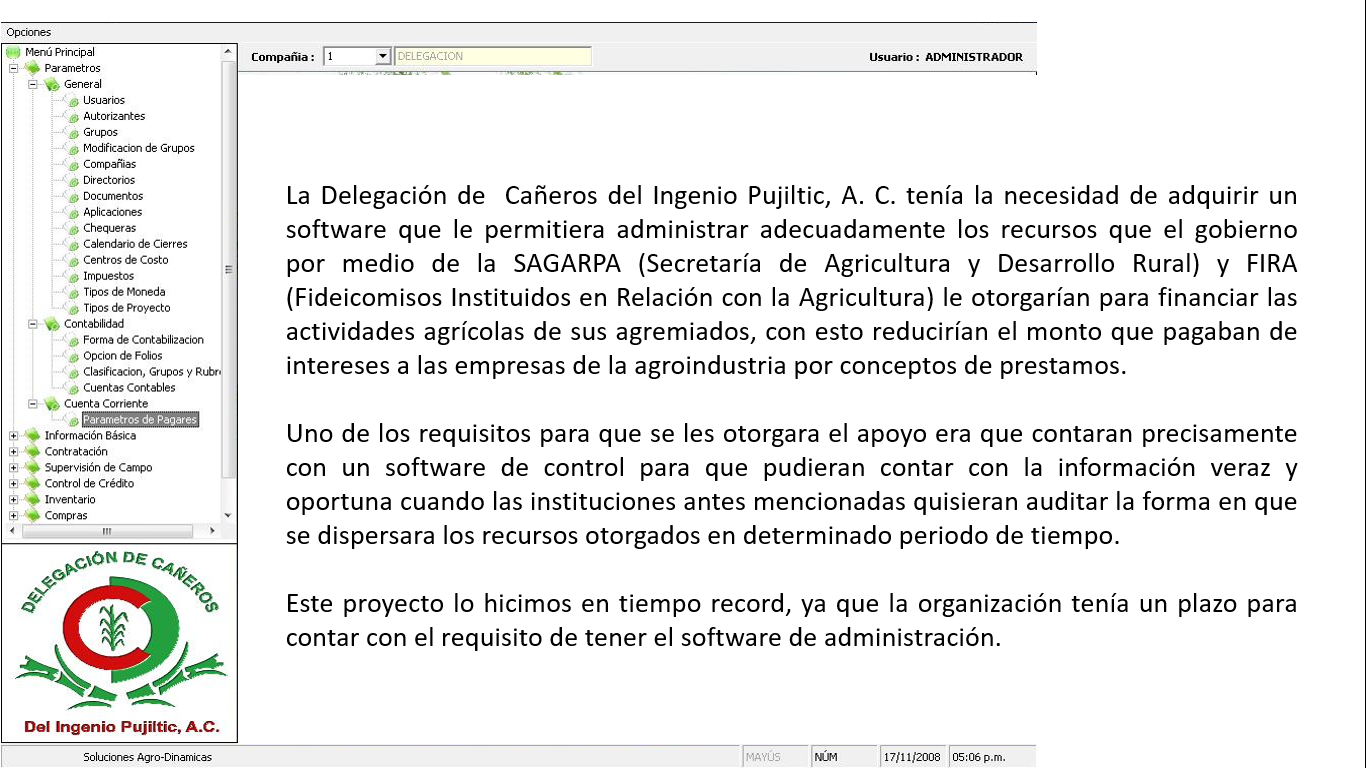 Opciones
Menú Principal
Parametros
General
Usuarios
Autorizantes
Grupos
Modificacion de Grupos
Compañias
Directorios
Documentos
Aplicaciones
Chequeras
Calendario de Cierres
Centros de Costo
Impuestos
Tipos de Moneda
Tipos de Proyecto
Contabilidad
Forma de Contabilizacion
Opcion de Folios
Clasificacion, Grupos y Rubr
Cuentas Contables
Cuenta Corriente
Parametros de Pagares
Información Básica
Contratación
Supervisión de Campo
Control de Crédito
Inventario
Compras
DELEGACIÓN DE CAÑEROS
Del Ingenio Pujiltic, A.C.
Compañia : 1 DELEGACION Usuario : ADMINISTRADOR
La Delegación de Cañeros del Ingenio Pujiltic, A. C. tenía la necesidad de adquirir un
software que le permitiera administrar adecuadamente los recursos que el gobierno
por medio de la SAGARPA (Secretaría de Agricultura y Desarrollo Rural) y FIRA
(Fideicomisos Instituidos en Relación con la Agricultura) le otorgarían para financiar las
actividades agrícolas de sus agremiados, con esto reducirían el monto que pagaban de
intereses a las empresas de la agroindustria por conceptos de prestamos.
Uno de los requisitos para que se les otorgara el apoyo era que contaran precisamente
con un software de control para que pudieran contar con la información veraz y
oportuna cuando las instituciones antes mencionadas quisieran auditar la forma en que
se dispersara los recursos otorgados en determinado periodo de tiempo.
Este proyecto lo hicimos en tiempo record, ya que la organización tenía un plazo para
contar con el requisito de tener el software de administración.
Soluciones Agro-Dinamicas MAYÚS NÚM 17/11/2008 05:06 p.m.